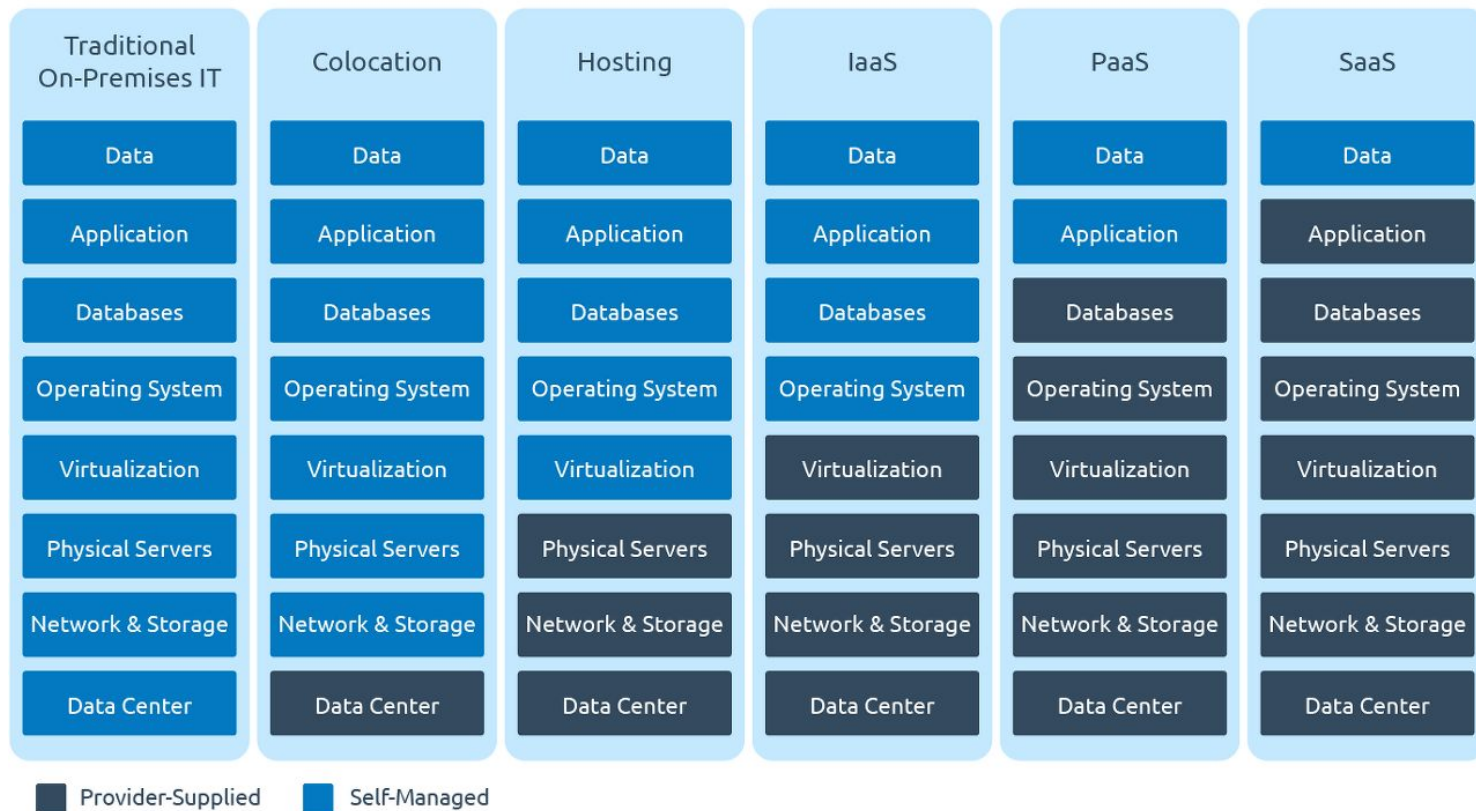 Traditional
On-Premises IT
Colocation
Hosting
IaaS
PaaS
SaaS
Data
Data
Data
Data
Data
Data
Application
Application
Application
Application
Application
Application
Databases
Databases
Databases
Databases
Databases
Databases
Operating System
Operating System
Operating System
Operating System
Operating System
Operating System
Virtualization
Virtualization
Virtualization
Virtualization
Virtualization
Virtualization
Physical Servers
Physical Servers
Physical Servers
Physical Servers
Physical Servers
Physical Servers
Network & Storage
Network & Storage
Network & Storage
Network & Storage
Network & Storage
Network & Storage
Data Center
Data Center
Data Center
Data Center
Data Center
Data Center
Provider-Supplied
Self-Managed